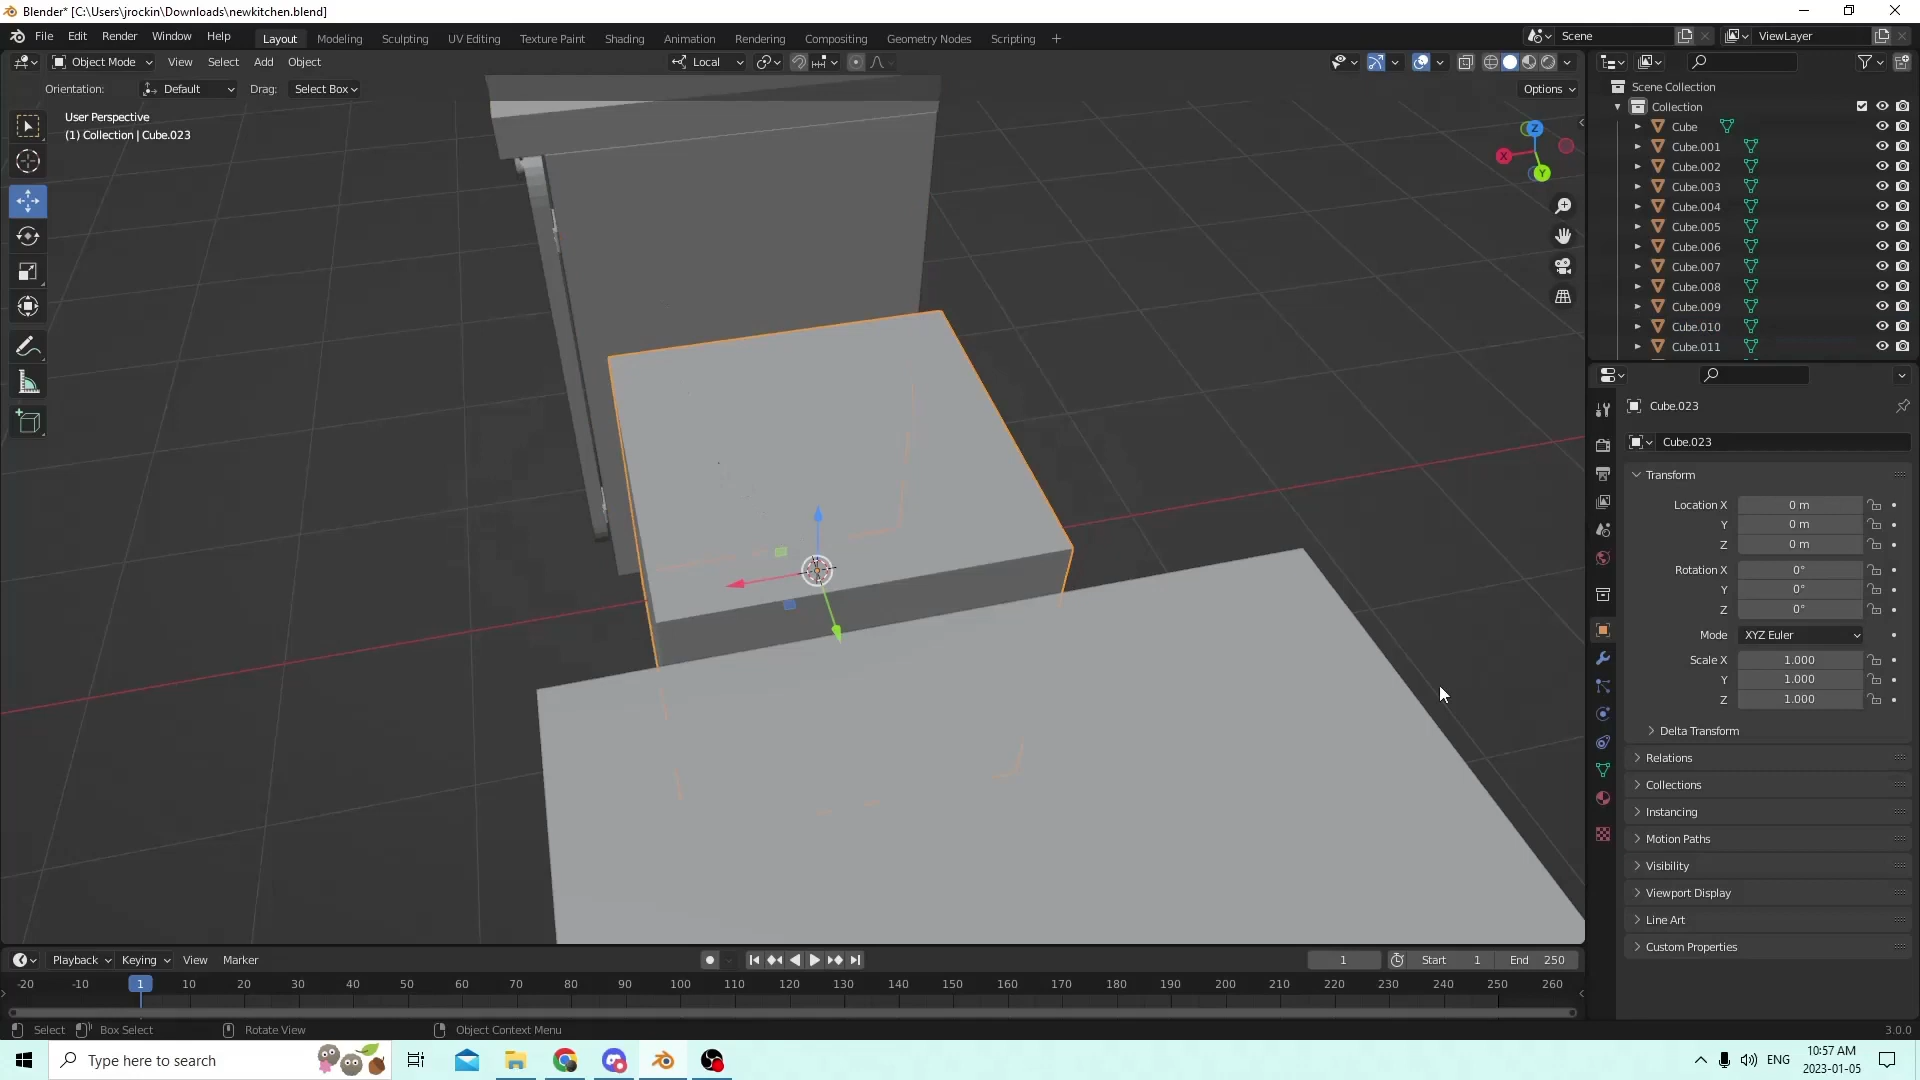 Blender* [C:\Users\jrockin\Downloads\newkitchen.blend]
File Edit Render Window Help Layout Modeling Sculpting UV Editing Texture Paint Shading Animation Rendering Compositing Geometry Nodes Scripting + Scene ViewLayer
Object Mode View Select Add Object Local
Orientation: Default Drag: Select Box Options
User Perspective
(1) Collection | Cube.023
Z
X
Y
Scene Collection
Collection
Cube
Cube.001
Cube.002
Cube.003
Cube.004
Cube.005
Cube.006
Cube.007
Cube.008
Cube.009
Cube.010
Cube.011
Cube.023
Cube.023
Transform
Location X 0 m
Y 0 m
Z 0 m
Rotation X 0°
Y 0°
Z 0°
Mode XYZ Euler
Scale X 1.000
Y 1.000
Z 1.000
Delta Transform
Relations
Collections
Instancing
Motion Paths
Visibility
Viewport Display
Line Art
Custom Properties
Playback Keying View Marker 1 Start 1 End 250
-20 -10 1 10 20 30 40 50 60 70 80 90 100 110 120 130 140 150 160 170 180 190 200 210 220 230 240 250 260
Select Box Select Rotate View Object Context Menu 3.0.0
Type here to search ENG 10:57 AM
2023-01-05